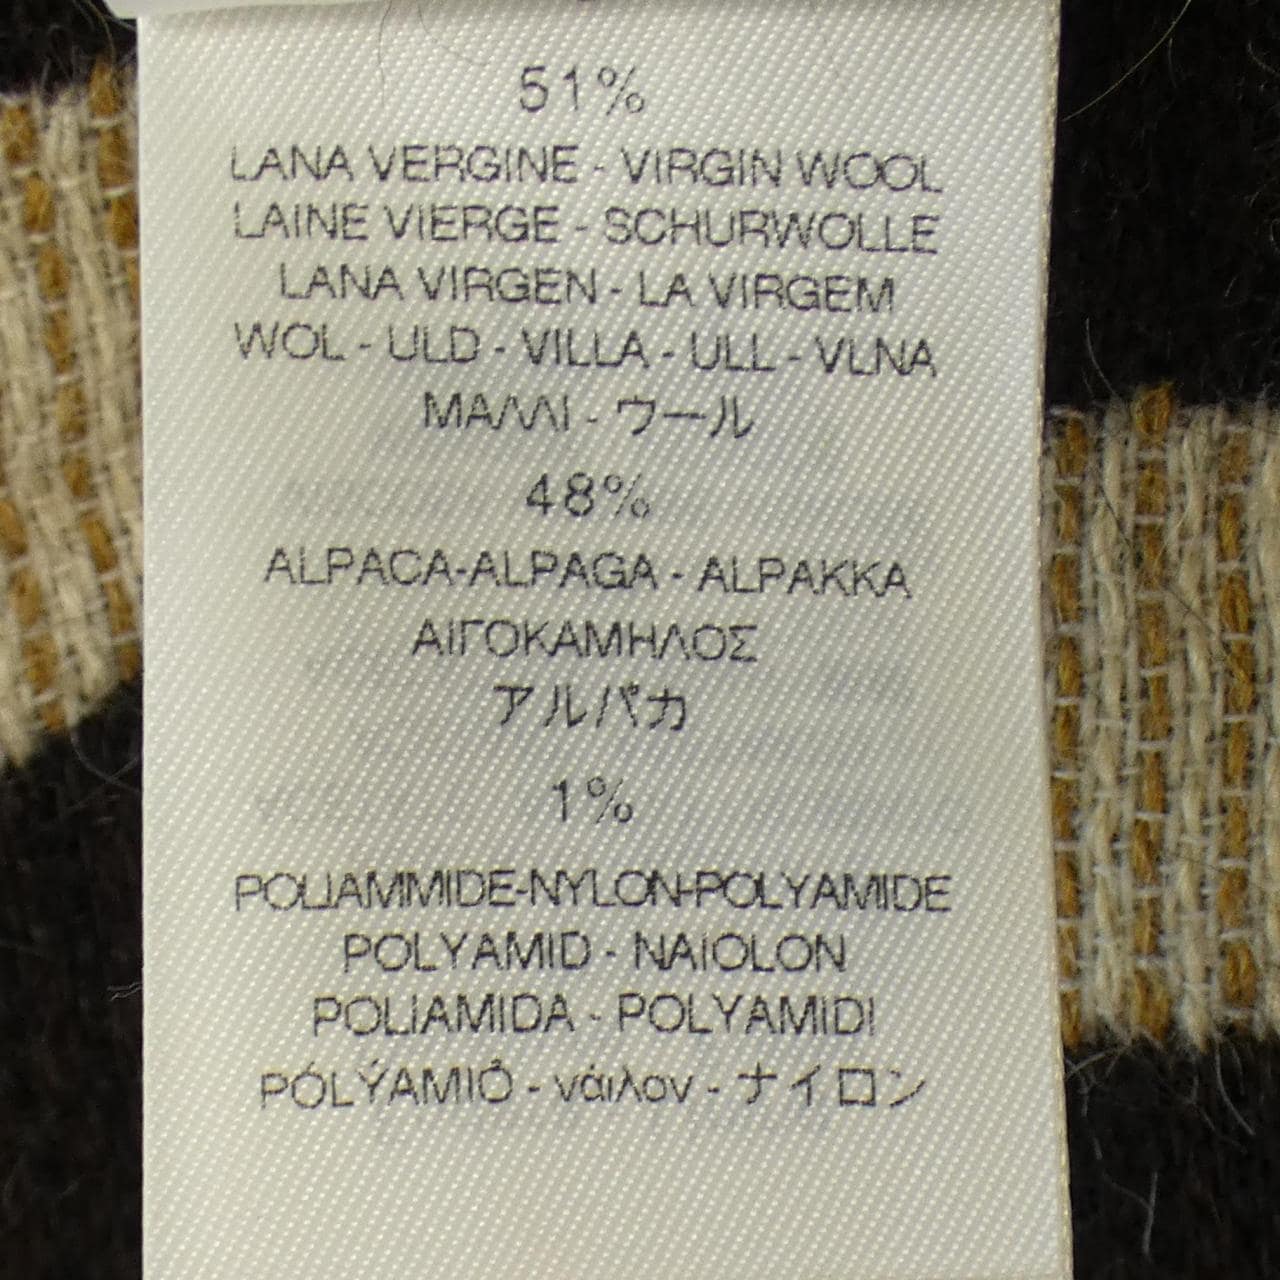 51%
LANA VERGINE - VIRGIN WOOL
LAINE VIERGE - SCHURWOLLE
LANA VIRGEN - LA VIRGEM
WOL - ULD - VILLA - ULL - VLNA
ΜΑΛΛΙ - ウール
48%
ALPACA-ALPAGA - ALPAKKA
ΑΙΓΟΚΑΜΗΛΟΣ
アルパカ
1%
POLIAMMIDE-NYLON-POLYAMIDE
POLYAMID - NAIOLON
POLIAMIDA - POLYAMIDI
PÓLÝAMIÐ - νάιλον - ナイロン